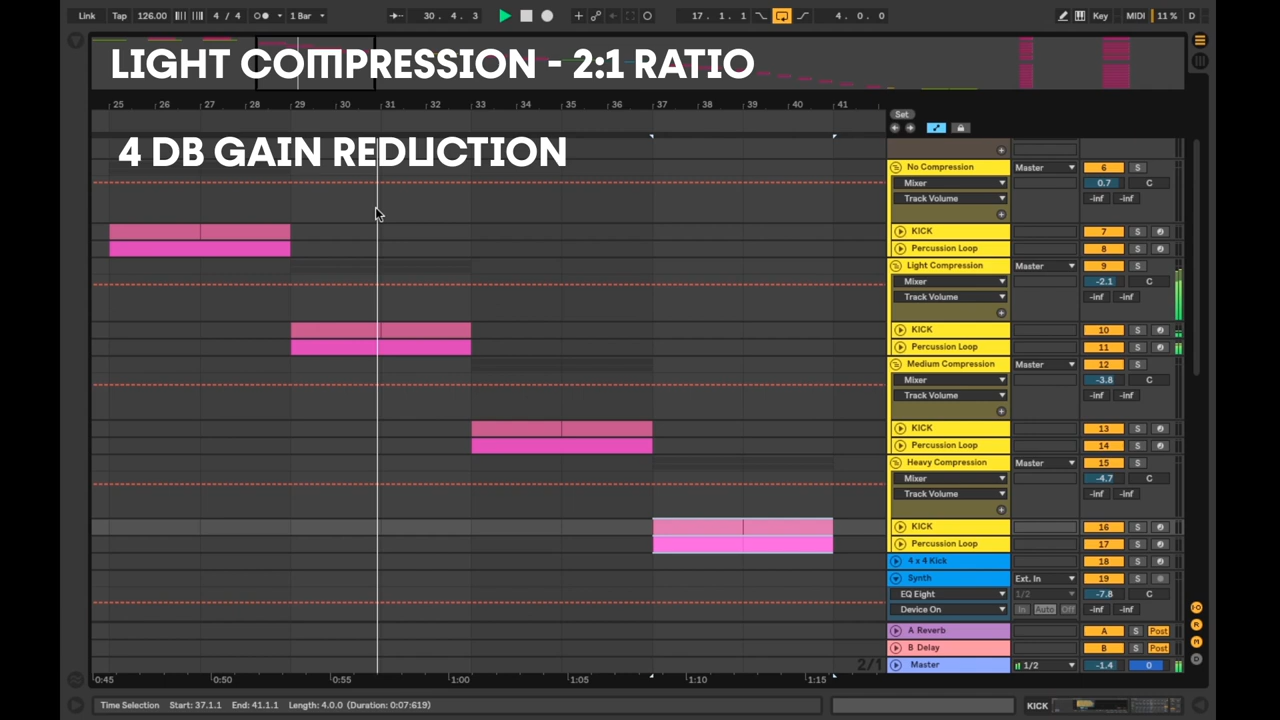 Link Tap 126.00 4 / 4 1 Bar 30. 4. 3 17. 1. 1 4. 0. 0 Key MIDI 11 % D
LIGHT COMPRESSION - 2:1 RATIO
25 26 27 28 29 30 31 32 33 34 35 36 37 38 39 40 41
Set
4 DB GAIN REDUCTION
No Compression Master 6 S
Mixer 0.7 C
Track Volume -inf -inf
KICK 7 S
Percussion Loop 8 S
Light Compression Master 9 S
Mixer -2.1 C
Track Volume -inf -inf
KICK 10 S
Percussion Loop 11 S
Medium Compression Master 12 S
Mixer -3.8 C
Track Volume -inf -inf
KICK 13 S
Percussion Loop 14 S
Heavy Compression Master 15 S
Mixer -4.7 C
Track Volume -inf -inf
KICK 16 S
Percussion Loop 17 S
4 x 4 Kick 18 S
Synth Ext. In 19 S
EQ Eight 1/2 -7.8 C
Device On In Auto Off -inf -inf
A Reverb A S Post
B Delay B S Post
2/1 Master 1/2 -1.4 0
0:45 0:50 0:55 1:00 1:05 1:10 1:15
Time Selection Start: 37.1.1 End: 41.1.1 Length: 4.0.0 (Duration: 0:07:619) KICK